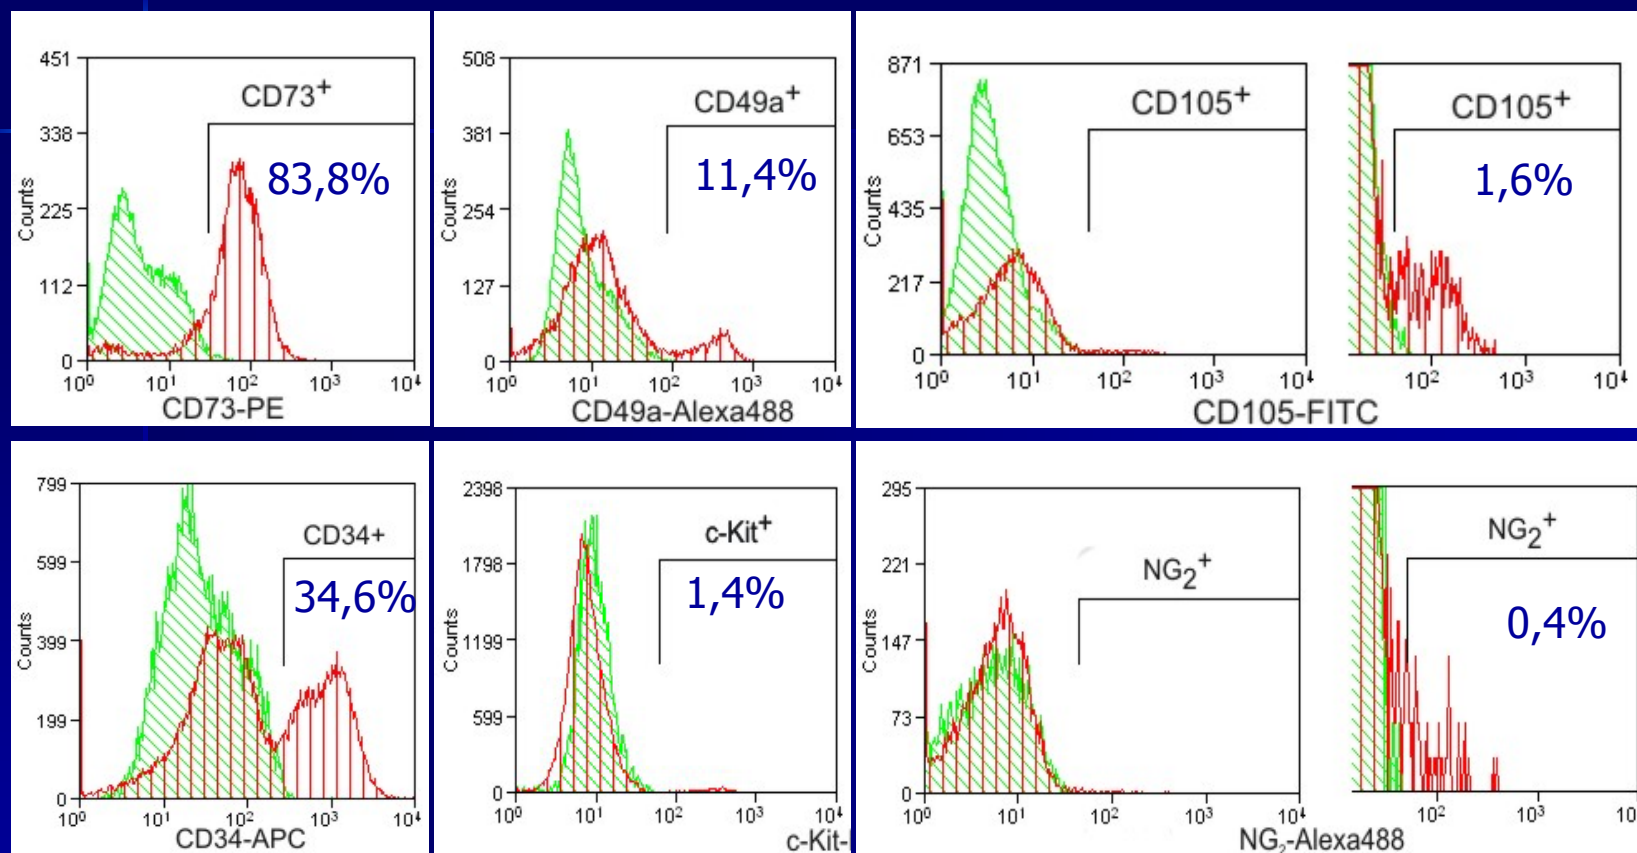 451
338
225
112
0
Counts
CD73⁺
83,8%
10⁰ 10¹ 10² 10³ 10⁴
CD73-PE
508
381
254
127
0
Counts
CD49a⁺
11,4%
10⁰ 10¹ 10² 10³ 10⁴
CD49a-Alexa488
871
653
435
217
0
Counts
CD105⁺
10⁰ 10¹ 10² 10³ 10⁴
CD105⁺
1,6%
10² 10³ 10⁴
CD105-FITC
799
599
399
199
0
Counts
CD34+
34,6%
10⁰ 10¹ 10² 10³ 10⁴
CD34-APC
2398
1798
1199
599
0
Counts
c-Kit⁺
1,4%
10⁰ 10¹ 10² 10³ 10⁴
c-Kit-
295
221
147
73
0
Counts
NG₂⁺
10⁰ 10¹ 10² 10³ 10⁴
NG₂⁺
0,4%
10² 10³ 10
NG₂-Alexa488